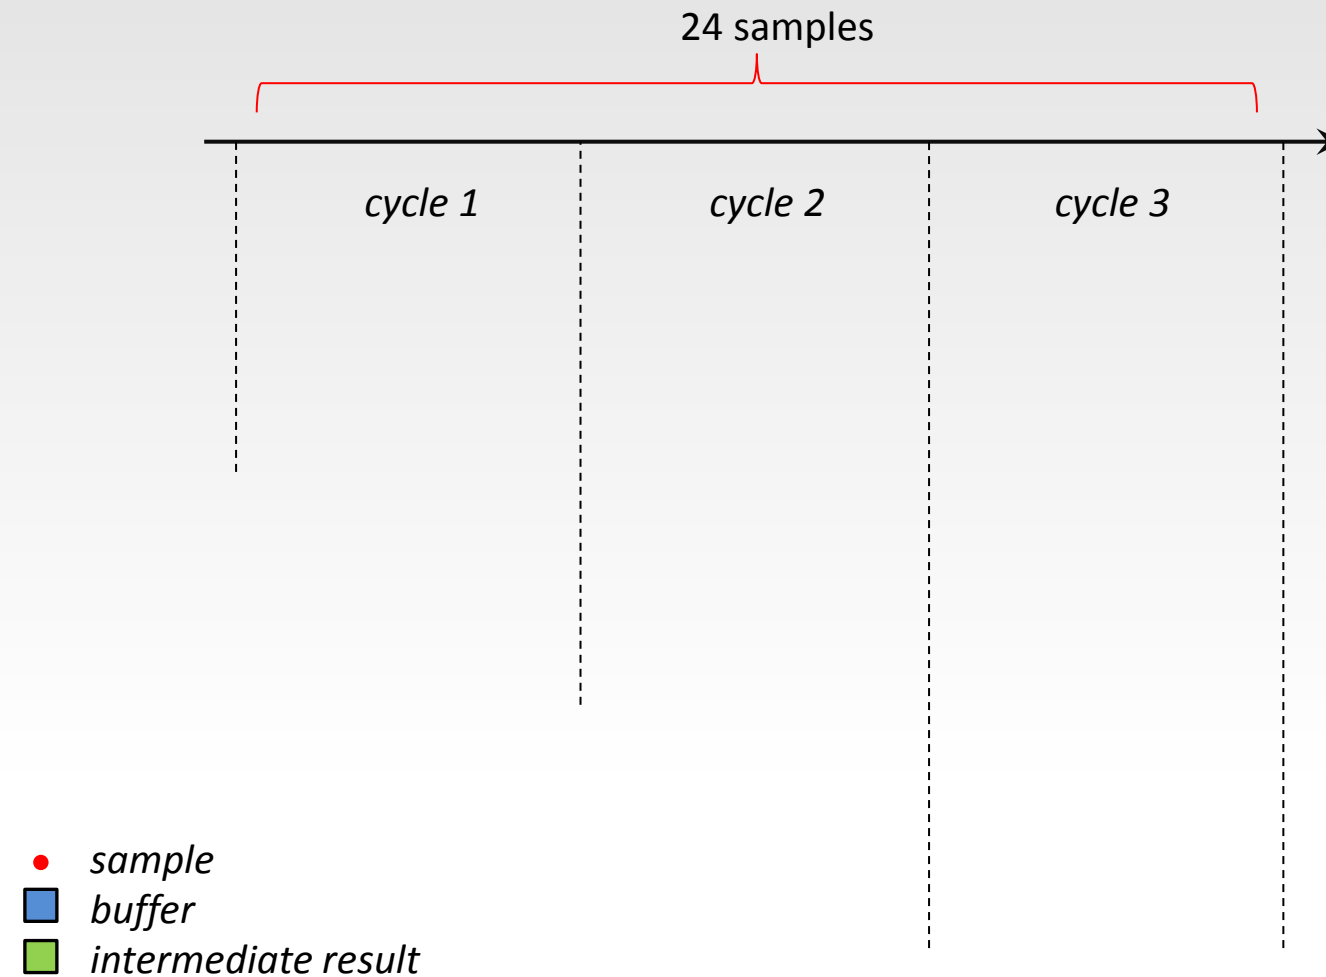 24 samples
cycle 1
cycle 2
cycle 3
sample
buffer
intermediate result